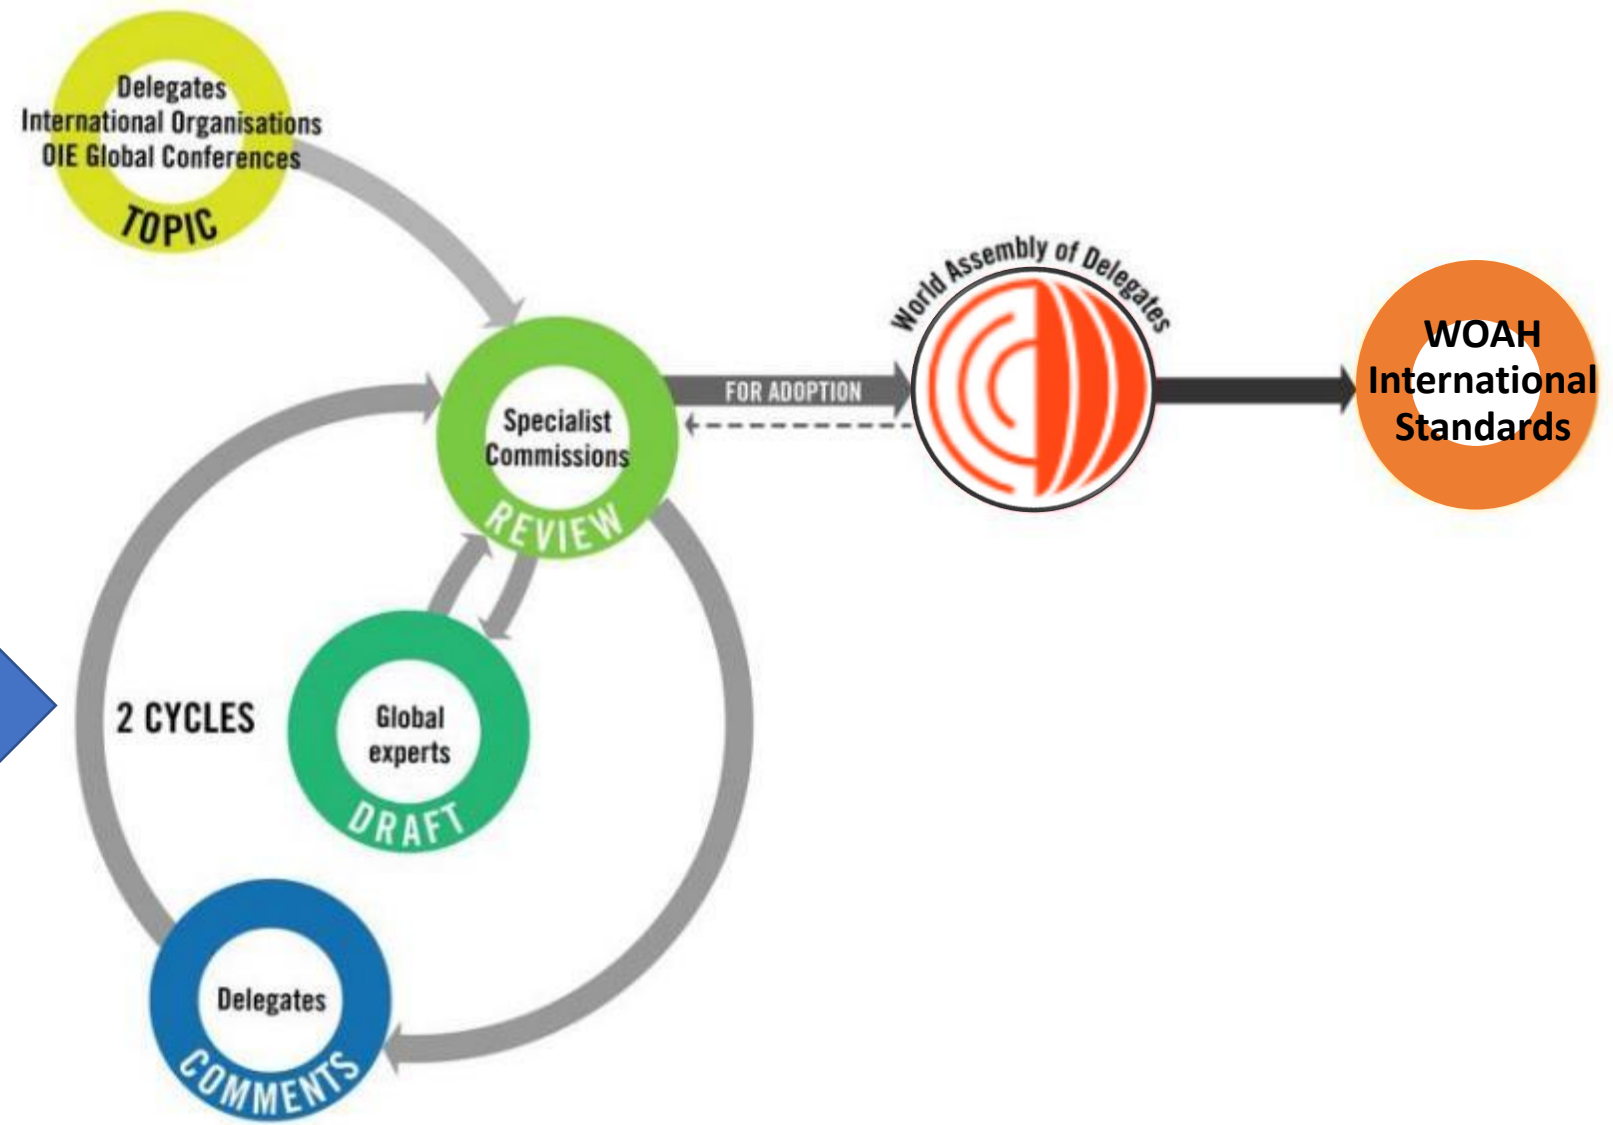 Delegates
International Organisations
OIE Global Conferences
TOPIC
World Assembly of Delegates
FOR ADOPTION
WOAH
International
Standards
Specialist
Commissions
REVIEW
2 CYCLES
Global
experts
DRAFT
Delegates
COMMENTS